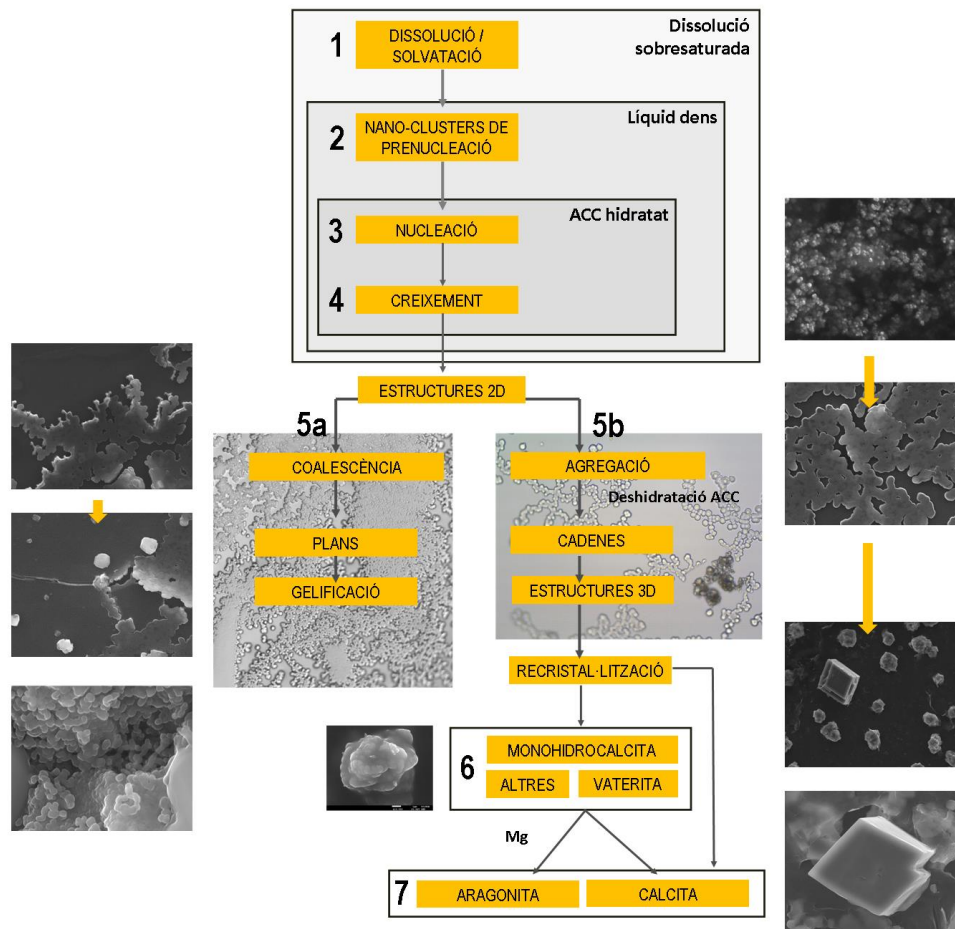 Dissolució
sobresaturada
1
DISSOLUCIÓ /
SOLVATACIÓ
Líquid dens
2
NANO-CLUSTERS DE
PRENUCLEACIÓ
ACC hidratat
3
NUCLEACIÓ
4
CREIXEMENT
ESTRUCTURES 2D
5a
COALESCÈNCIA
PLANS
GELIFICACIÓ
5b
AGREGACIÓ
Deshidratació ACC
CADENES
ESTRUCTURES 3D
RECRISTAL·LITZACIÓ
6
MONOHIDROCALCITA
ALTRES
VATERITA
Mg
7
ARAGONITA
CALCITA